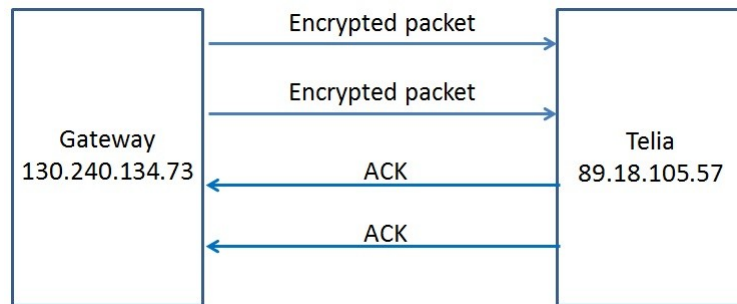 Encrypted packet
Encrypted packet
Gateway
130.240.134.73
Telia
89.18.105.57
ACK
ACK